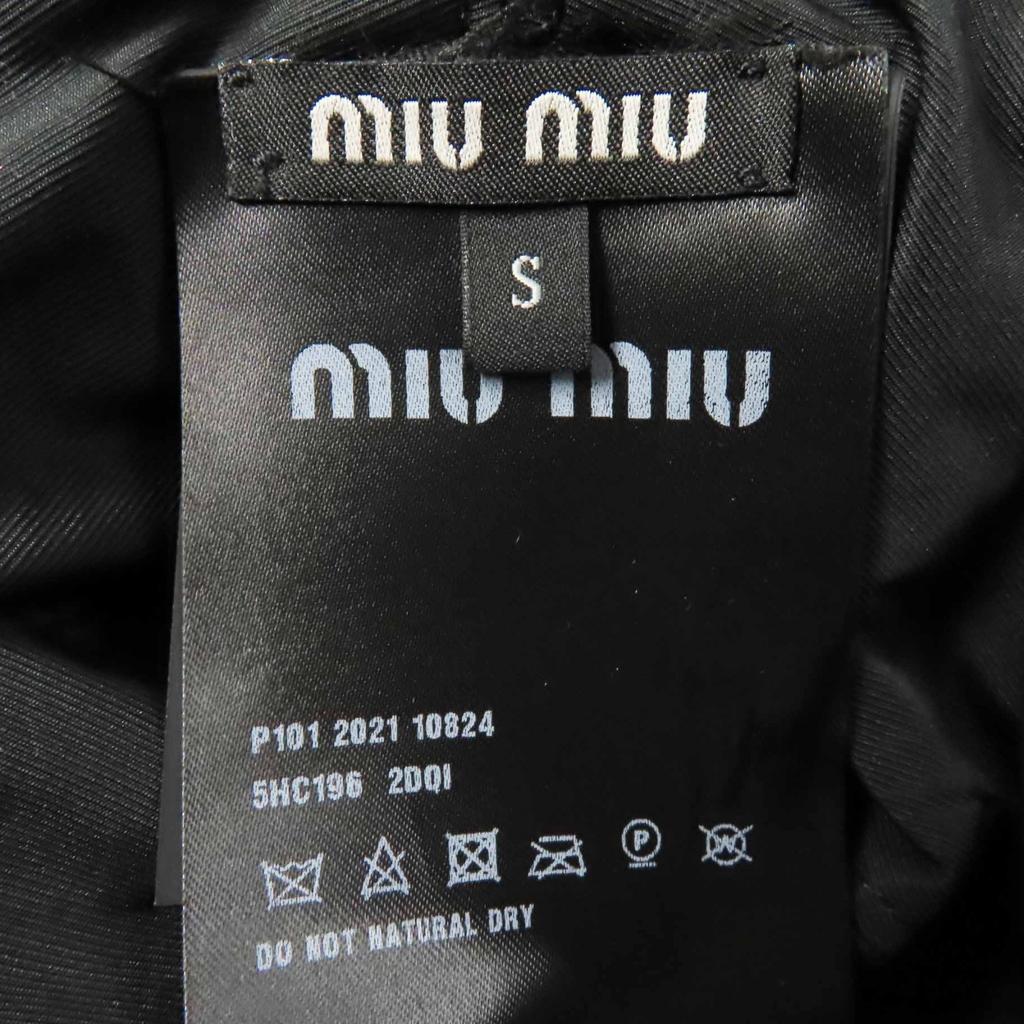 MIU MIU
S
MIU MIU
P101 2021 10824
5HC196 2DQI
P W
DO NOT NATURAL DRY